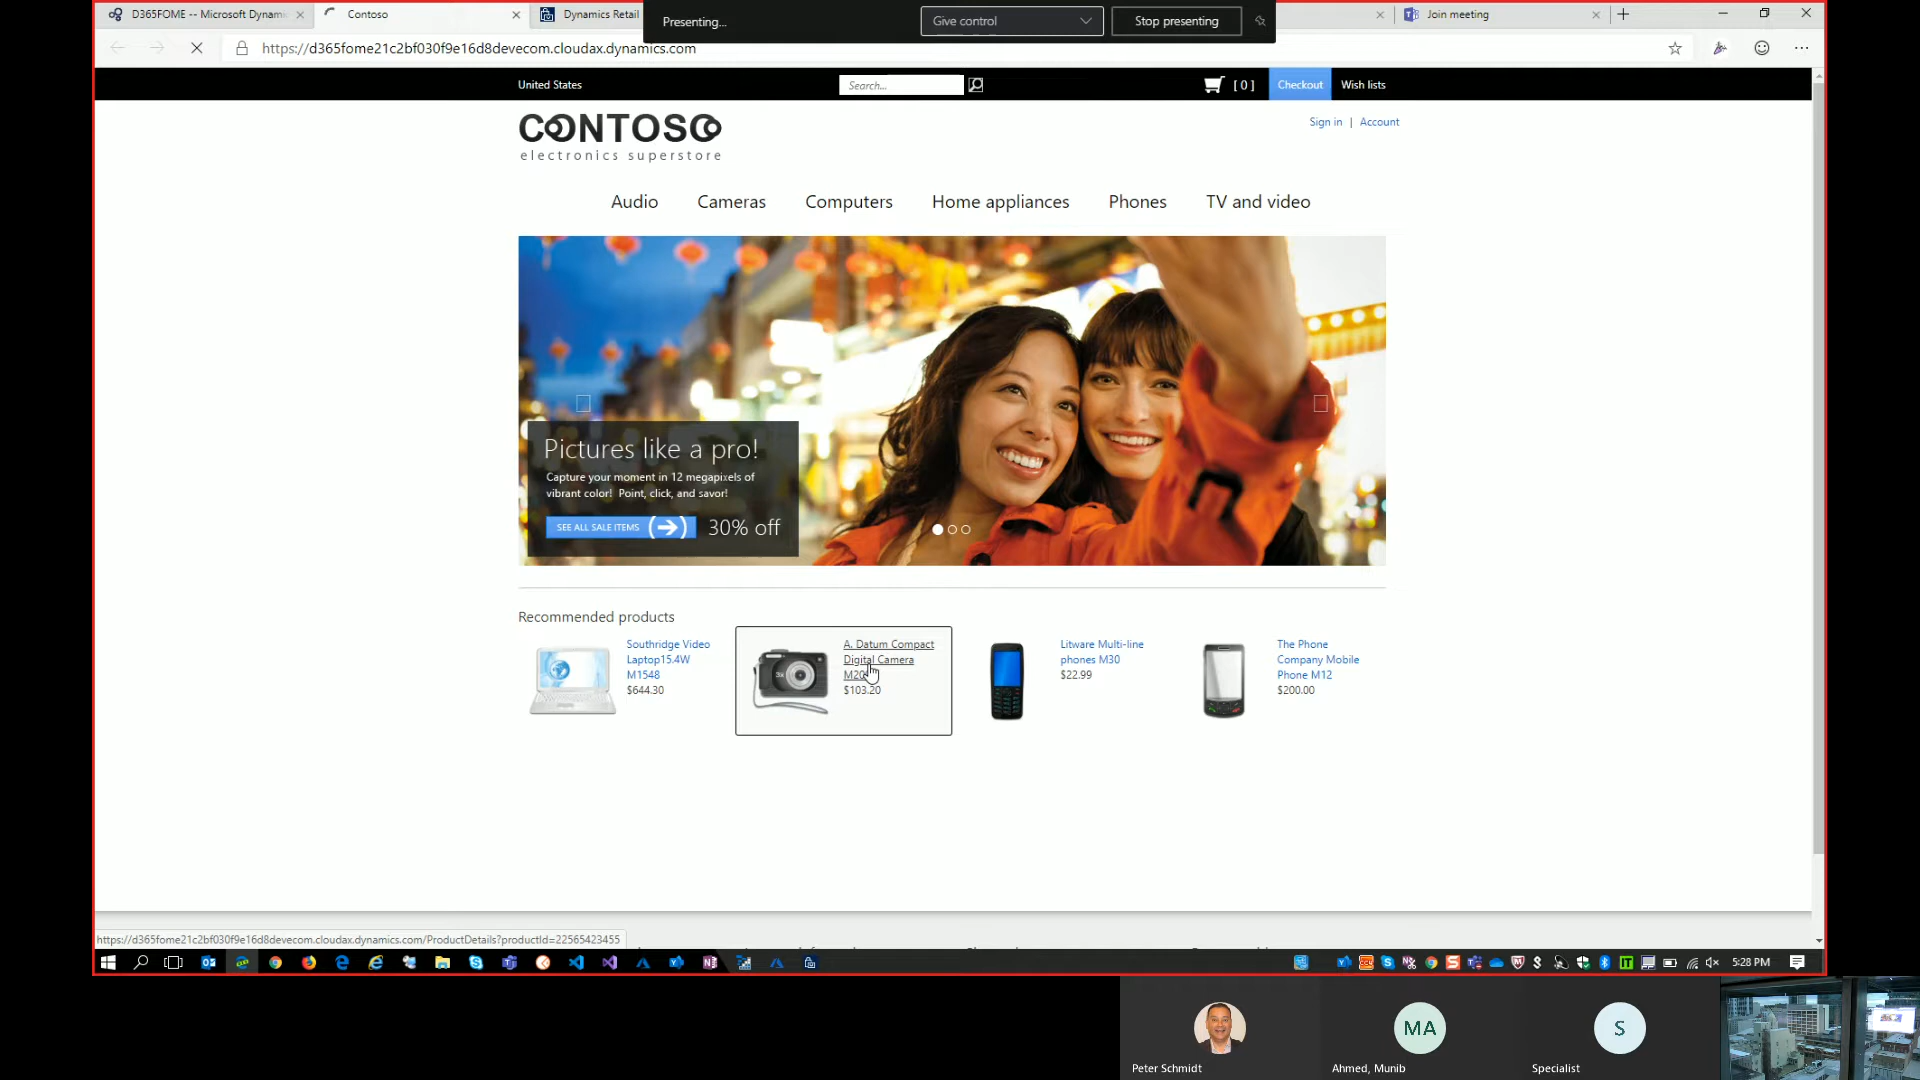 D365FOME -- Microsoft Dynam
Contoso
Dynamics Retail
Presenting...
Give control
Stop presenting
Join meeting
https://d365fome21c2bf030f9e16d8devecom.cloudax.dynamics.com
United States
Search...
[ 0 ]
Checkout
Wish lists
CONTOSO
electronics superstore
Sign in | Account
Audio
Cameras
Computers
Home appliances
Phones
TV and video
Pictures like a pro!
Capture your moment in 12 megapixels of
vibrant color! Point, click, and savor!
SEE ALL SALE ITEMS
30% off
Recommended products
Southridge Video
Laptop15.4W
M1548
$644.30
3x
A. Datum Compact
Digital Camera
$103.20
Litware Multi-line
phones M30
$22.99
The Phone
Company Mobile
Phone M12
$200.00
https://d365fome21c2bf030f9e16d8devecom.cloudax.dynamics.com/ProductDetails?productId=22565423455
5:28 PM
MA
S
Peter Schmidt
Ahmed, Munib
Specialist